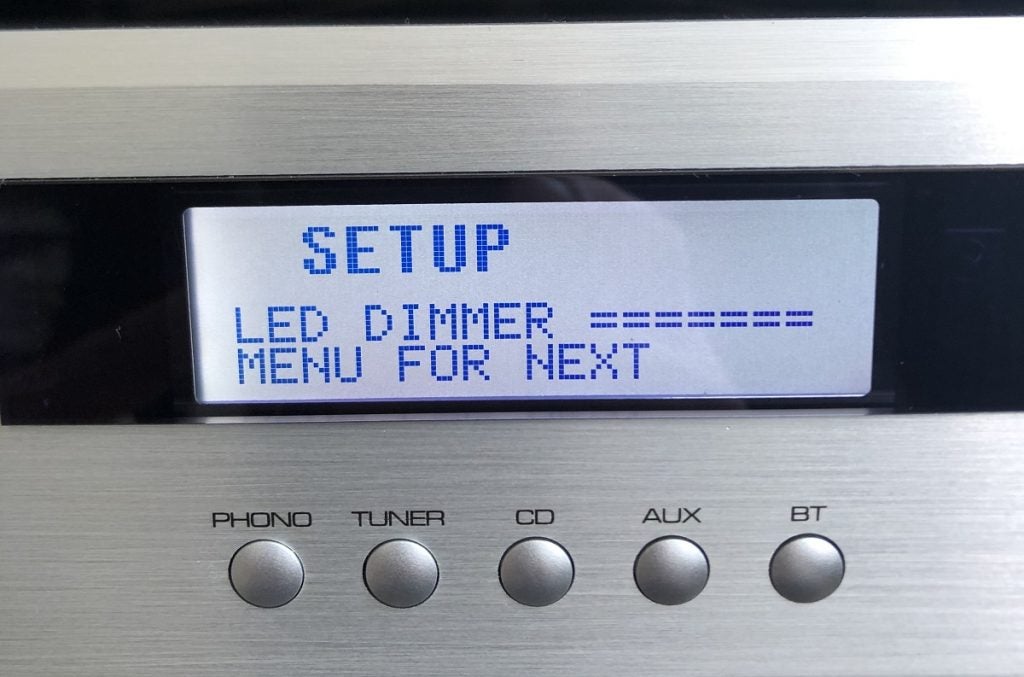 SETUP
LED DIMMER =======
MENU FOR NEXT
PHONO TUNER CD AUX BT